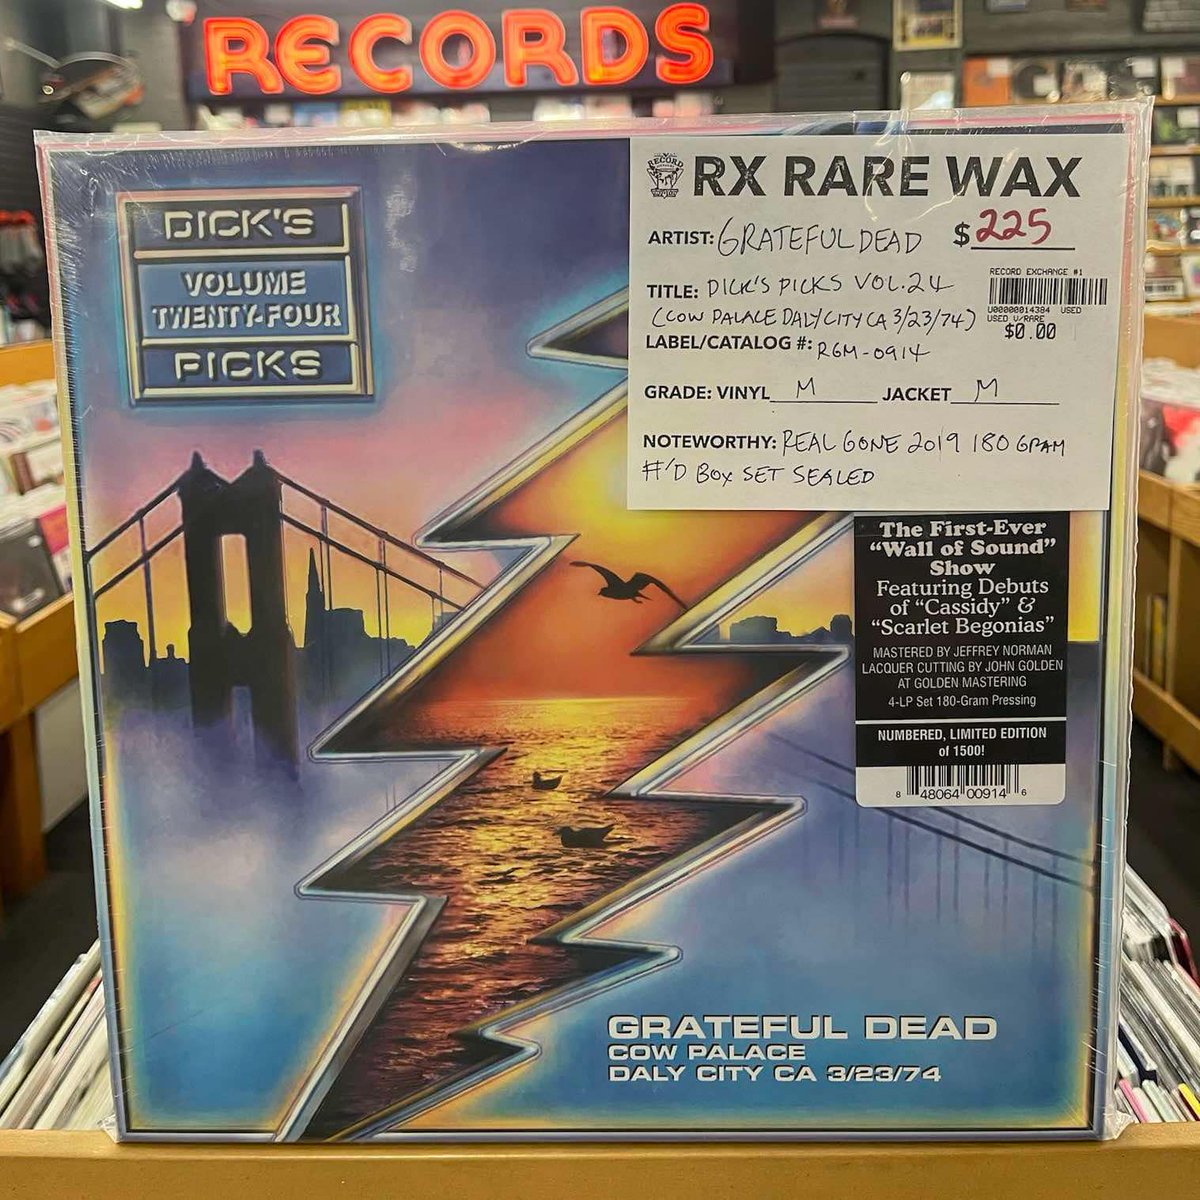 RECORDS
DICK'S
VOLUME
TWENTY-FOUR
PICKS
RECORD
RX RARE WAX
ARTIST: GRATEFUL DEAD $225
TITLE: DICK'S PICKS VOL.24
(COW PALACE DALY CITY CA 3/23/74)
LABEL/CATALOG #: RGM-0914
RECORD EXCHANGE #1
U00000014384 USED
USED V/RARE
$0.00
GRADE: VINYL M JACKET M
NOTEWORTHY: REAL GONE 2019 180 GRAM
#'D BOX SET SEALED
The First-Ever
"Wall of Sound"
Show
Featuring Debuts
of "Cassidy" &
"Scarlet Begonias"
MASTERED BY JEFFREY NORMAN
LACQUER CUTTING BY JOHN GOLDEN
AT GOLDEN MASTERING
4-LP Set 180-Gram Pressing
NUMBERED, LIMITED EDITION
of 1500!
8 48064 00914 6
GRATEFUL DEAD
COW PALACE
DALY CITY CA 3/23/74